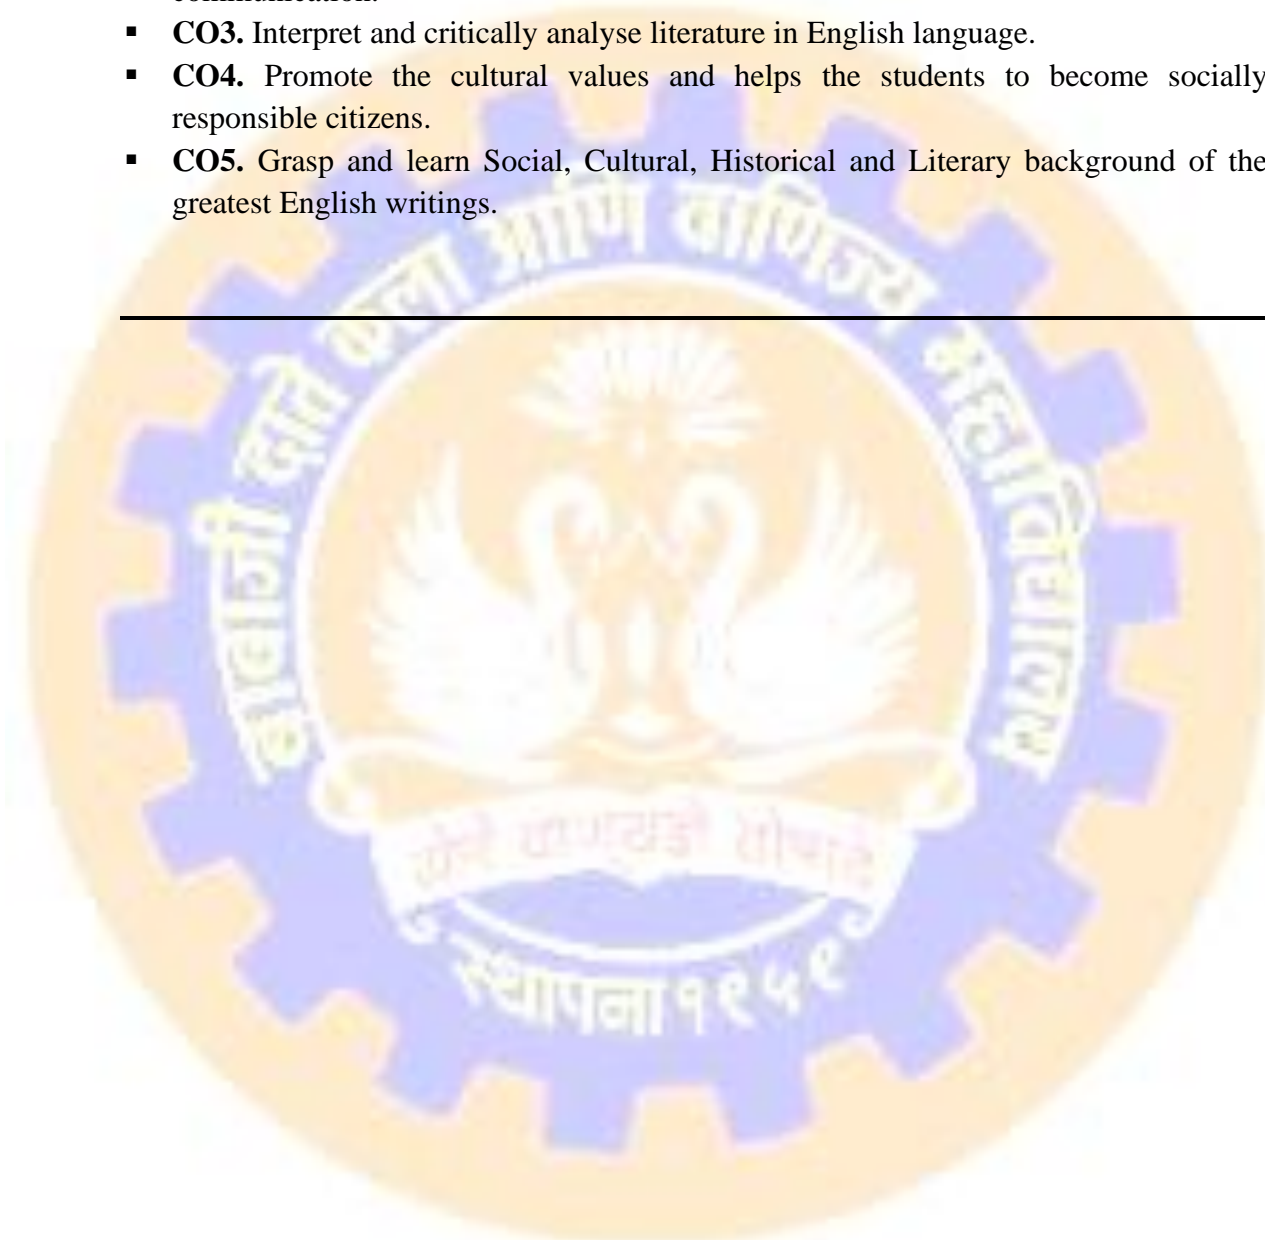 communication.
▪ CO3. Interpret and critically analyse literature in English language.
▪ CO4. Promote the cultural values and helps the students to become socially
responsible citizens.
▪ CO5. Grasp and learn Social, Cultural, Historical and Literary background of the
greatest English writings.
बाबाजी दाते कला आणि वाणिज्य महाविद्यालय
स्थापना १९५९